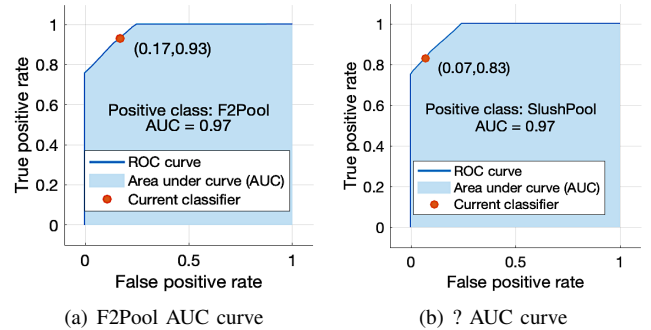 1
0.8
0.6
0.4
0.2
0
True positive rate
(0.17,0.93)
Positive class: F2Pool
AUC = 0.97
ROC curve
Area under curve (AUC)
Current classifier
0 0.5 1
False positive rate
(a) F2Pool AUC curve
1
0.8
0.6
0.4
0.2
0
True positive rate
(0.07,0.83)
Positive class: SlushPool
AUC = 0.97
ROC curve
Area under curve (AUC)
Current classifier
0 0.5 1
False positive rate
(b) ? AUC curve